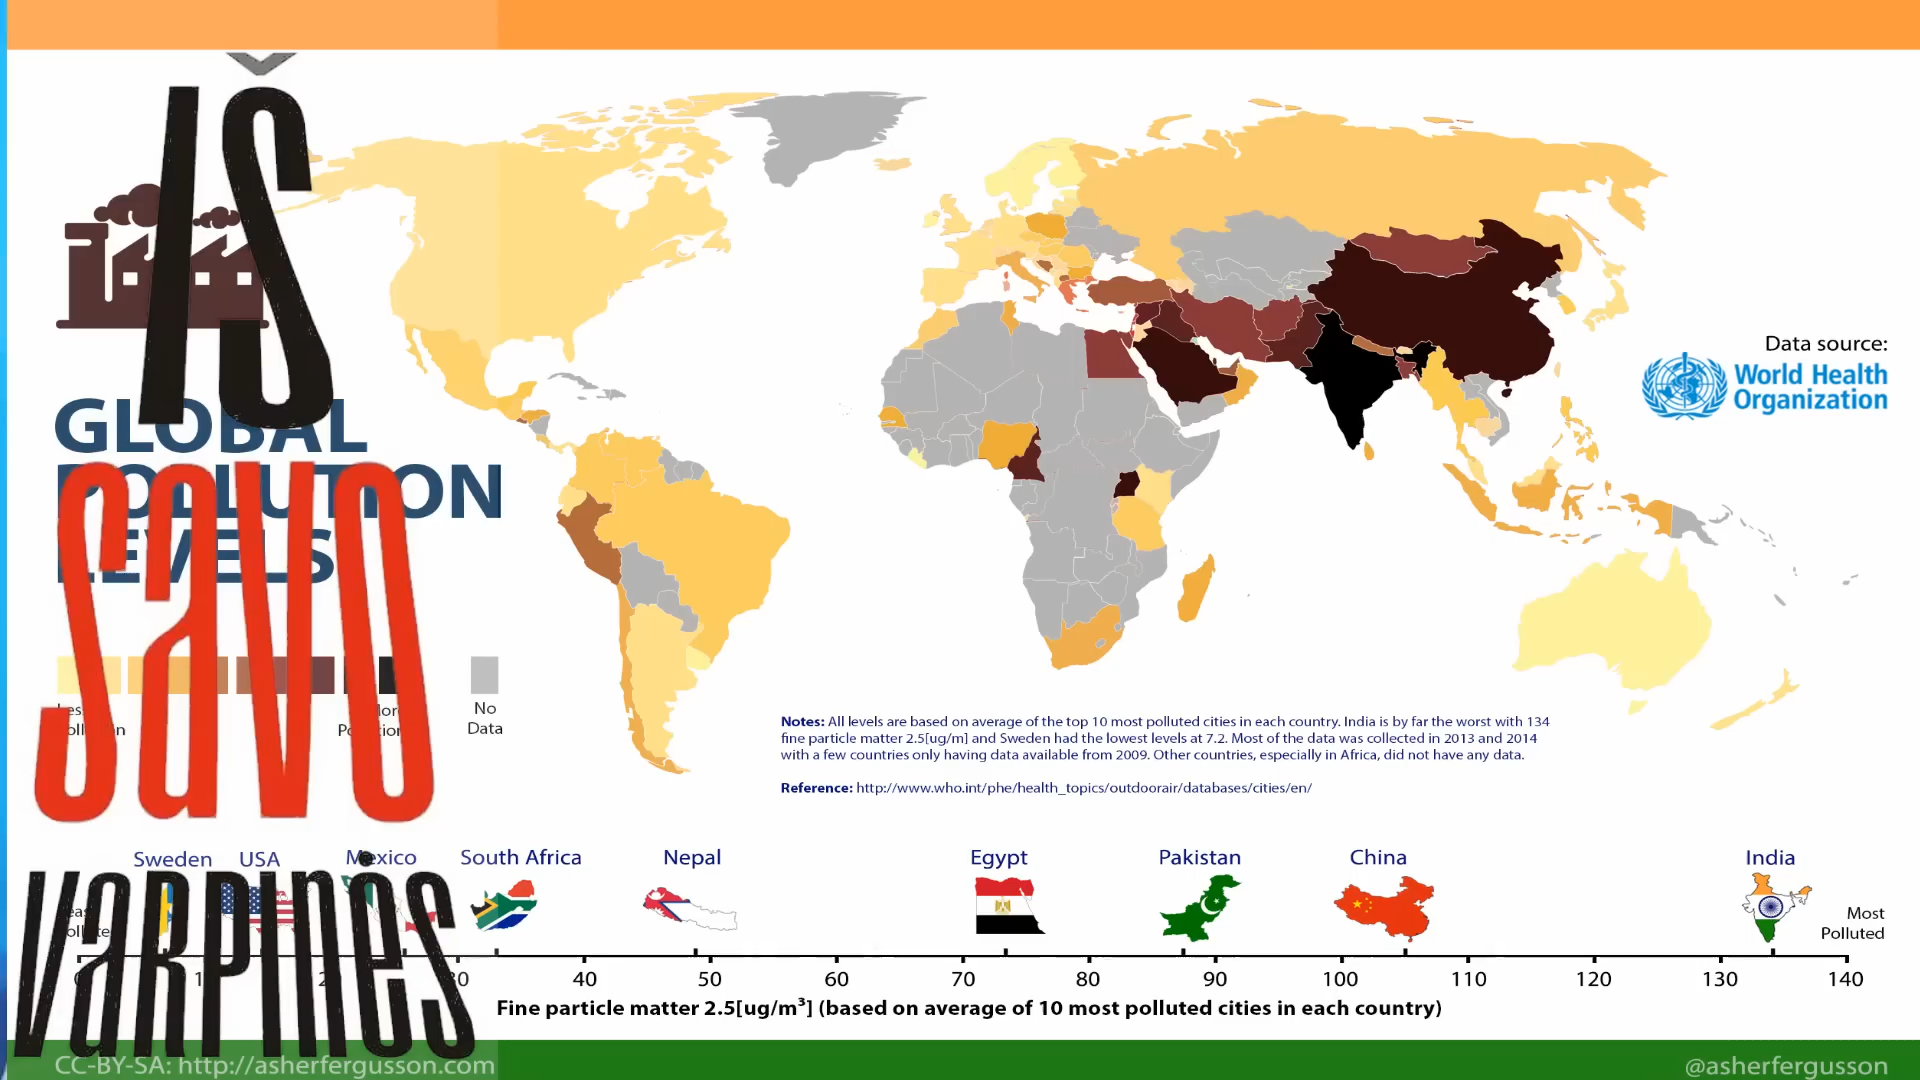 IŠ
savo
varpinės
GLOBAL
POLLUTION
LEVELS
No
Data
Data source:
World Health
Organization
Notes: All levels are based on average of the top 10 most polluted cities in each country. India is by far the worst with 134
fine particle matter 2.5[ug/m] and Sweden had the lowest levels at 7.2. Most of the data was collected in 2013 and 2014
with a few countries only having data available from 2009. Other countries, especially in Africa, did not have any data.
Reference: http://www.who.int/phe/health_topics/outdoorair/databases/cities/en/
Sweden USA Mexico South Africa Nepal Egypt Pakistan China India
Most
Polluted
40 50 60 70 80 90 100 110 120 130 140
Fine particle matter 2.5[ug/m³] (based on average of 10 most polluted cities in each country)
CC-BY-SA: http://asherfergusson.com
@asherfergusson